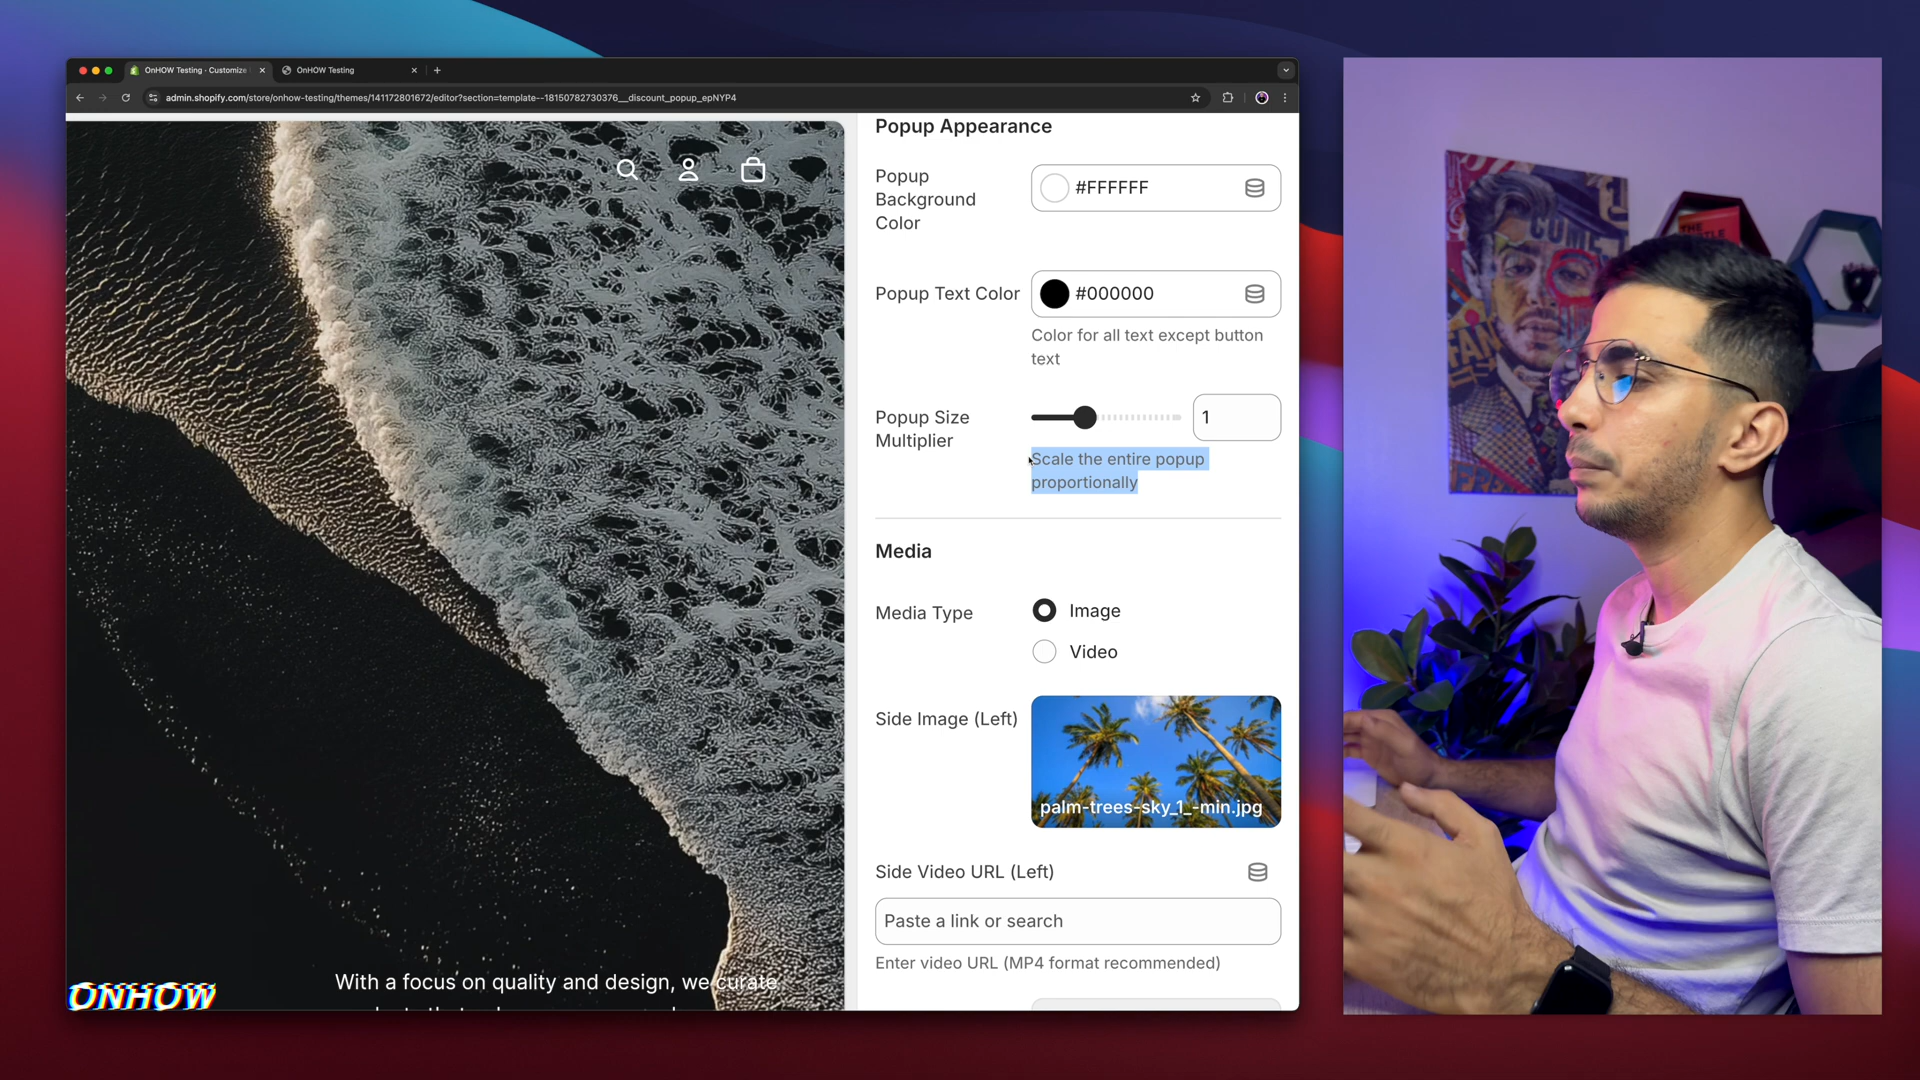 OnHOW Testing · Customize
OnHOW Testing
admin.shopify.com/store/onhow-testing/themes/141172801672/editor?section=template--18150782730376__discount_popup_epNYP4
Popup Appearance
Popup
Background
Color
#FFFFFF
Popup Text Color
#000000
Color for all text except button
text
Popup Size
Multiplier
1
Scale the entire popup
proportionally
Media
Media Type
Image
Video
Side Image (Left)
palm-trees-sky_1_-min.jpg
Side Video URL (Left)
Paste a link or search
Enter video URL (MP4 format recommended)
With a focus on quality and design, we curate
ONHOW
COME
FAN
THE